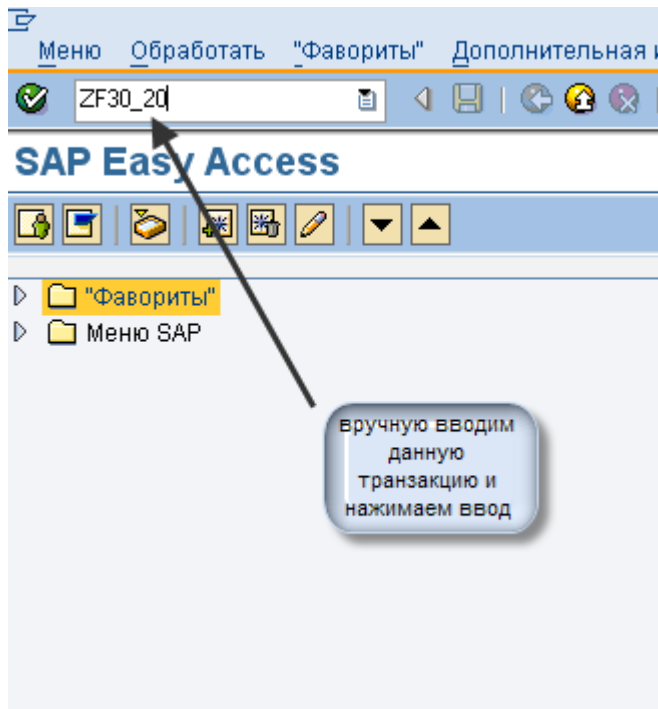 Меню Обработать "Фавориты" Дополнительная и
ZF30_20
SAP Easy Access
"Фавориты"
Меню SAP
вручную вводим
данную
транзакцию и
нажимаем ввод